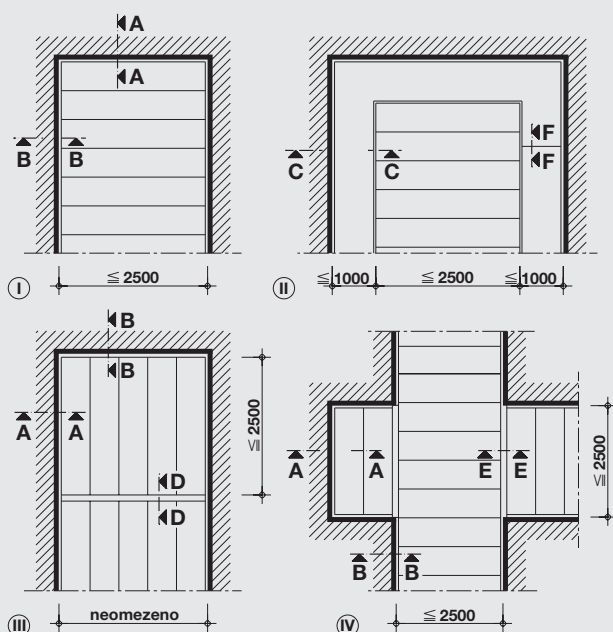 A
A
B B
C C
F
F
I
≦ 2500
II
≦ 1000
≦ 2500
≦ 1000
B
B
A A
D
D
≦ 2500
III
neomezeno
A A
E E
B B
≦ 2500
IV
≦ 2500